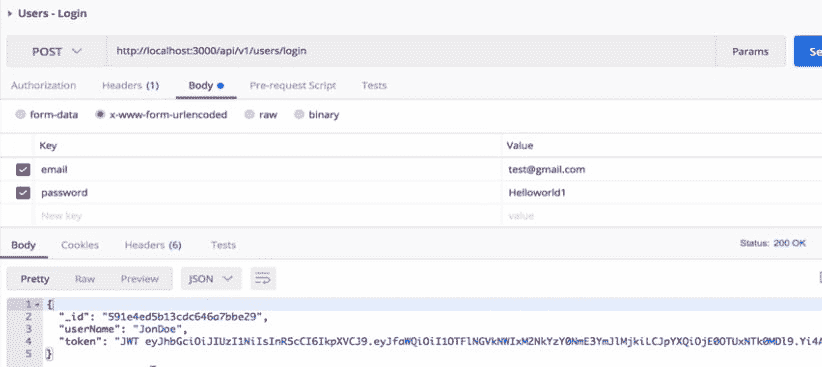 Users - Login
POST
http://localhost:3000/api/v1/users/login
Params
Se
Authorization
Headers (1)
Body
Pre-request Script
Tests
form-data
x-www-form-urlencoded
raw
binary
Key
Value
email
test@gmail.com
password
Helloworld1
New key
value
Body
Cookies
Headers (6)
Tests
Status: 200 OK
Pretty
Raw
Preview
JSON
1 {
2 "_id": "591e4ed5b13cdc646a7bbe29",
3 "userName": "JonDoe",
4 "token": "JWT
5 }